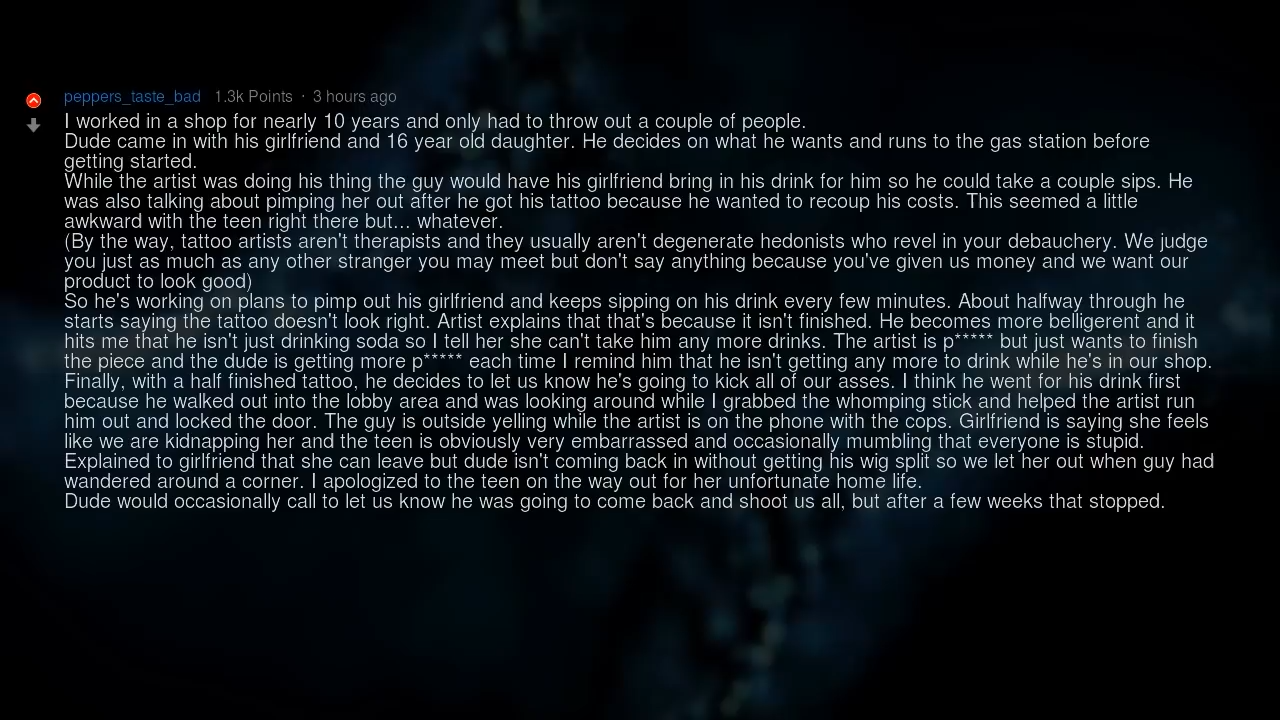 peppers_taste_bad 1.3k Points · 3 hours ago
I worked in a shop for nearly 10 years and only had to throw out a couple of people.
Dude came in with his girlfriend and 16 year old daughter. He decides on what he wants and runs to the gas station before
getting started.
While the artist was doing his thing the guy would have his girlfriend bring in his drink for him so he could take a couple sips. He
was also talking about pimping her out after he got his tattoo because he wanted to recoup his costs. This seemed a little
awkward with the teen right there but... whatever.
(By the way, tattoo artists aren't therapists and they usually aren't degenerate hedonists who revel in your debauchery. We judge
you just as much as any other stranger you may meet but don't say anything because you've given us money and we want our
product to look good)
So he's working on plans to pimp out his girlfriend and keeps sipping on his drink every few minutes. About halfway through he
starts saying the tattoo doesn't look right. Artist explains that that's because it isn't finished. He becomes more belligerent and it
hits me that he isn't just drinking soda so I tell her she can't take him any more drinks. The artist is p***** but just wants to finish
the piece and the dude is getting more p***** each time I remind him that he isn't getting any more to drink while he's in our shop.
Finally, with a half finished tattoo, he decides to let us know he's going to kick all of our asses. I think he went for his drink first
because he walked out into the lobby area and was looking around while I grabbed the whomping stick and helped the artist run
him out and locked the door. The guy is outside yelling while the artist is on the phone with the cops. Girlfriend is saying she feels
like we are kidnapping her and the teen is obviously very embarrassed and occasionally mumbling that everyone is stupid.
Explained to girlfriend that she can leave but dude isn't coming back in without getting his wig split so we let her out when guy had
wandered around a corner. I apologized to the teen on the way out for her unfortunate home life.
Dude would occasionally call to let us know he was going to come back and shoot us all, but after a few weeks that stopped.